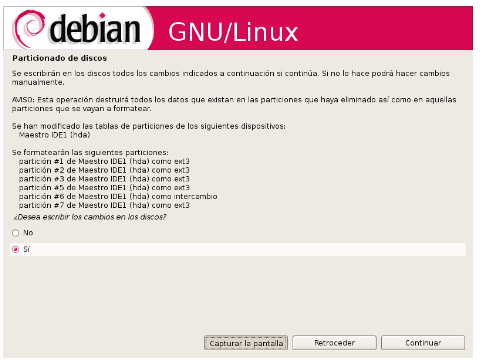 debian GNU/Linux
Particionado de discos
Se escribirán en los discos todos los cambios indicados a continuación si continúa. Si no lo hace podrá hacer cambios
manualmente.
AVISO: Esta operación destruirá todos los datos que existan en las particiones que haya eliminado así como en aquellas
particiones que se vayan a formatear.
Se han modificado las tablas de particiones de los siguientes dispositivos:
Maestro IDE1 (hda)
Se formatearán las siguientes particiones:
partición #1 de Maestro IDE1 (hda) como ext3
partición #2 de Maestro IDE1 (hda) como ext3
partición #3 de Maestro IDE1 (hda) como ext3
partición #5 de Maestro IDE1 (hda) como ext3
partición #6 de Maestro IDE1 (hda) como intercambio
partición #7 de Maestro IDE1 (hda) como ext3
¿Desea escribir los cambios en los discos?
No
Sí
Capturar la pantalla Retroceder Continuar